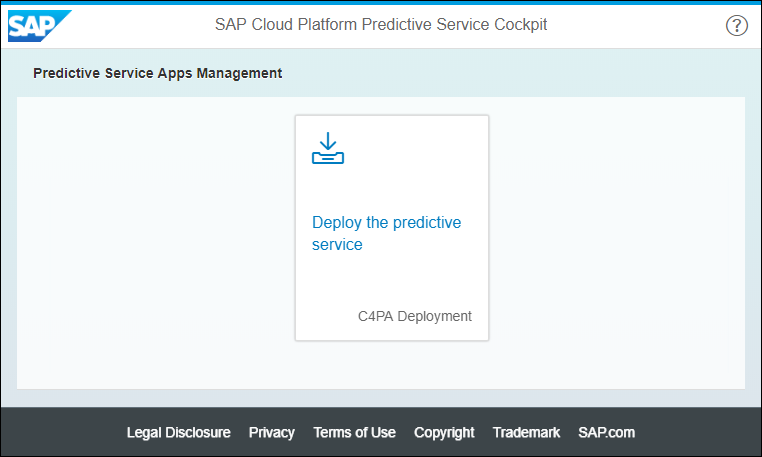 SAP
SAP Cloud Platform Predictive Service Cockpit
?
Predictive Service Apps Management
Deploy the predictive
service
C4PA Deployment
Legal Disclosure Privacy Terms of Use Copyright Trademark SAP.com